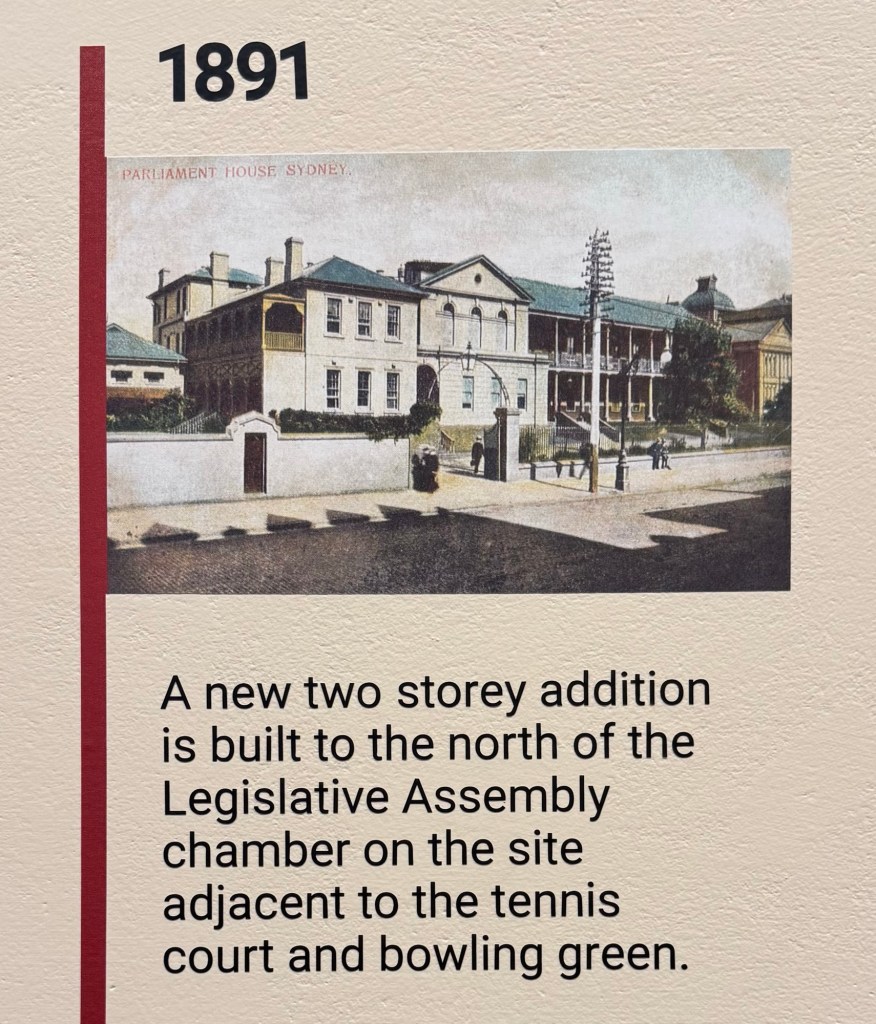 1891
PARLIAMENT HOUSE SYDNEY.
A new two storey addition
is built to the north of the
Legislative Assembly
chamber on the site
adjacent to the tennis
court and bowling green.